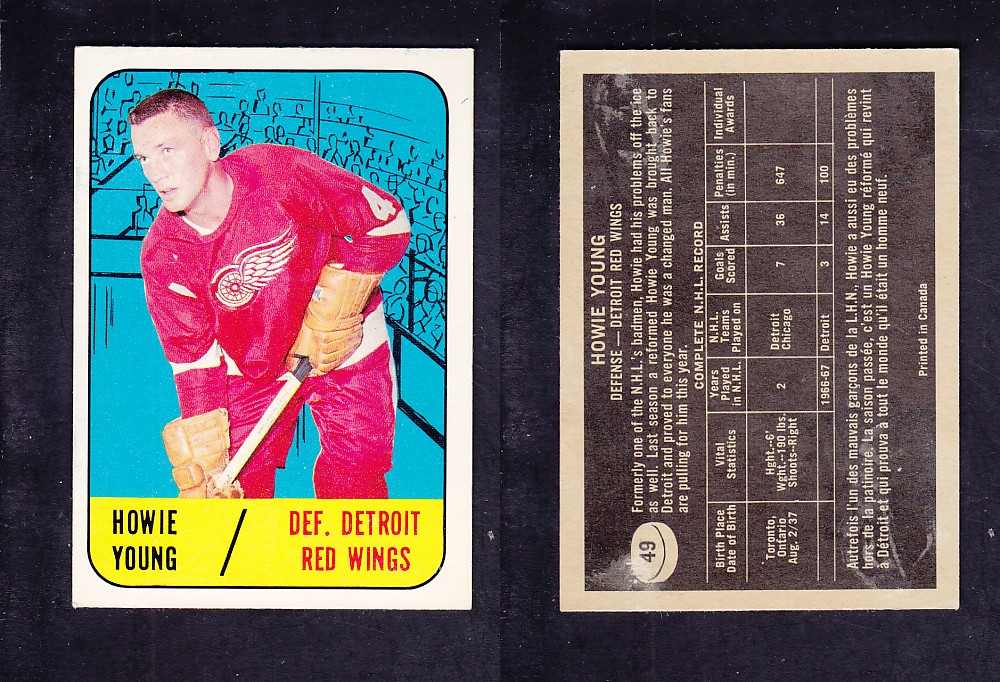 4
HOWIE
YOUNG
/
DEF. DETROIT
RED WINGS
49
HOWIE YOUNG
DEFENSE—DETROIT RED WINGS
Formerly one of the N.H.L.'s badmen, Howie had his problems off the ice
as well. Last season a reformed Howie Young was brought back to
Detroit and proved to everyone he was a changed man. All Howie's fans
are pulling for him this year.
COMPLETE N.H.L. RECORD
Birth Place Date of Birth | Vital Statistics | Years Played in N.H.L. | N.H.L. Teams Played on | Goals Scored | Assists | Penalties (in min.) | Individual Awards
Toronto, Ontario Aug. 2/37 | Hght.-6' Wght.-190 lbs. Shoots-Right | 2 | Detroit Chicago | 7 | 36 | 647
1966-67 | Detroit | 3 | 14 | 100
Autrefois l'un des mauvais garçons de la L.H.N., Howie a aussi eu des problèmes
hors de la patinoire. La saison passée, c'est un Howie Young réformé qui revint
à Détroit et qui prouva à tout le monde qu'il était un homme neuf.
Printed in Canada